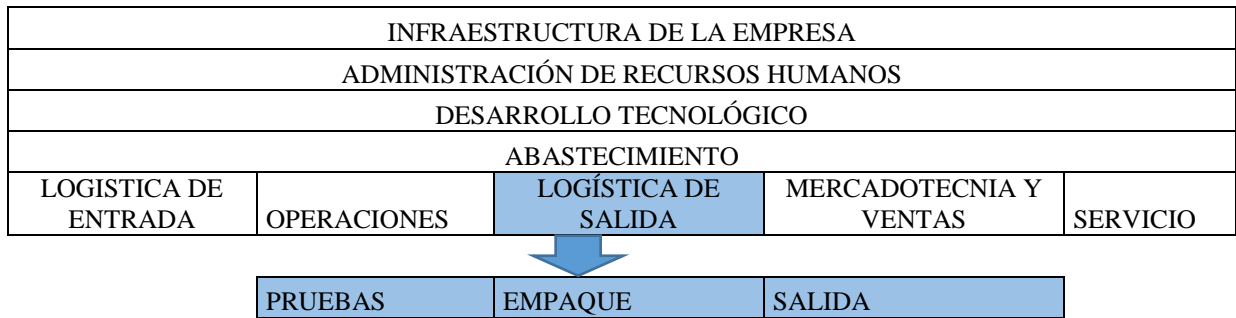 INFRAESTRUCTURA DE LA EMPRESA
ADMINISTRACIÓN DE RECURSOS HUMANOS
DESARROLLO TECNOLÓGICO
ABASTECIMIENTO
LOGISTICA DE
ENTRADA
OPERACIONES
LOGÍSTICA DE
SALIDA
MERCADOTECNIA Y
VENTAS
SERVICIO
PRUEBAS
EMPAQUE
SALIDA